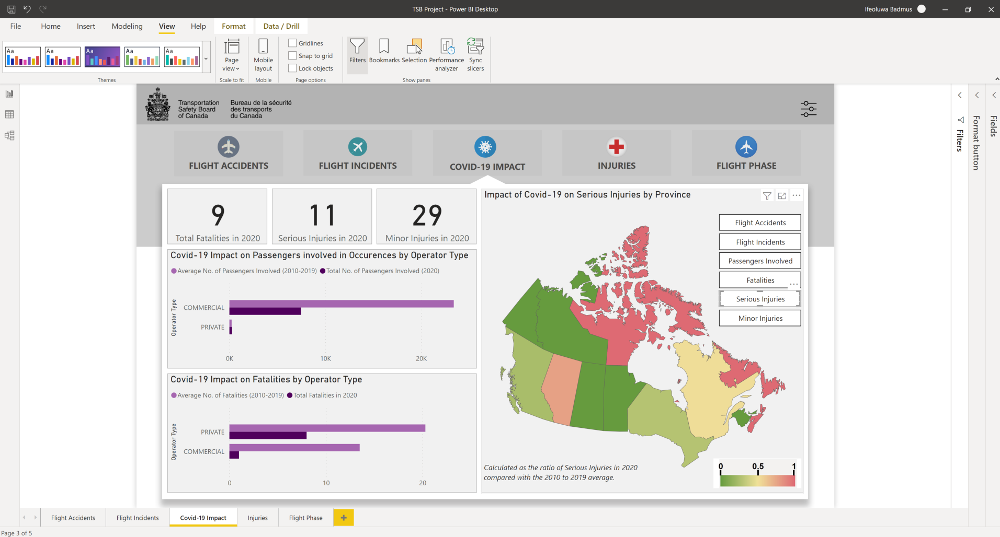 TSB Project - Power BI Desktop
Ifeoluwa Badmus
File Home Insert Modeling View Help Format Data / Drill
Aa Aa Aa Aa Aa
Themes
Page view
Scale to fit
Mobile layout
Mobile
Gridlines
Snap to grid
Lock objects
Page options
Filters Bookmarks Selection Performance analyzer Sync slicers
Show panes
Transportation Safety Board of Canada
Bureau de la sécurité des transports du Canada
FLIGHT ACCIDENTS
FLIGHT INCIDENTS
COVID-19 IMPACT
INJURIES
FLIGHT PHASE
Filters
Format button
Fields
9
Total Fatalities in 2020
11
Serious Injuries in 2020
29
Minor Injuries in 2020
Covid-19 Impact on Passengers involved in Occurences by Operator Type
Average No. of Passengers Involved (2010-2019) Total No. of Passengers Involved (2020)
Operator Type
COMMERCIAL
PRIVATE
0K 10K 20K
Covid-19 Impact on Fatalities by Operator Type
Average No. of Fatalities (2010-2019) Total Fatalities in 2020
Operator Type
PRIVATE
COMMERCIAL
0 10 20
Impact of Covid-19 on Serious Injuries by Province
Flight Accidents
Flight Incidents
Passengers Involved
Fatalities
Serious Injuries
Minor Injuries
Calculated as the ratio of Serious Injuries in 2020
compared with the 2010 to 2019 average.
0 0.5 1
Flight Accidents Flight Incidents Covid-19 Impact Injuries Flight Phase
Page 3 of 5